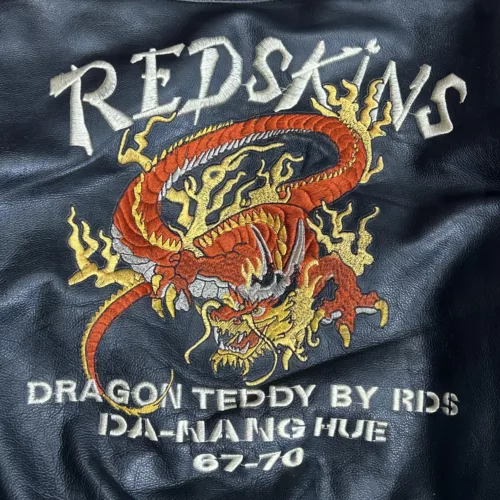 REDSKiNS
DRAGON TEDDY BY RDS
DA-NANG HUE
67-70